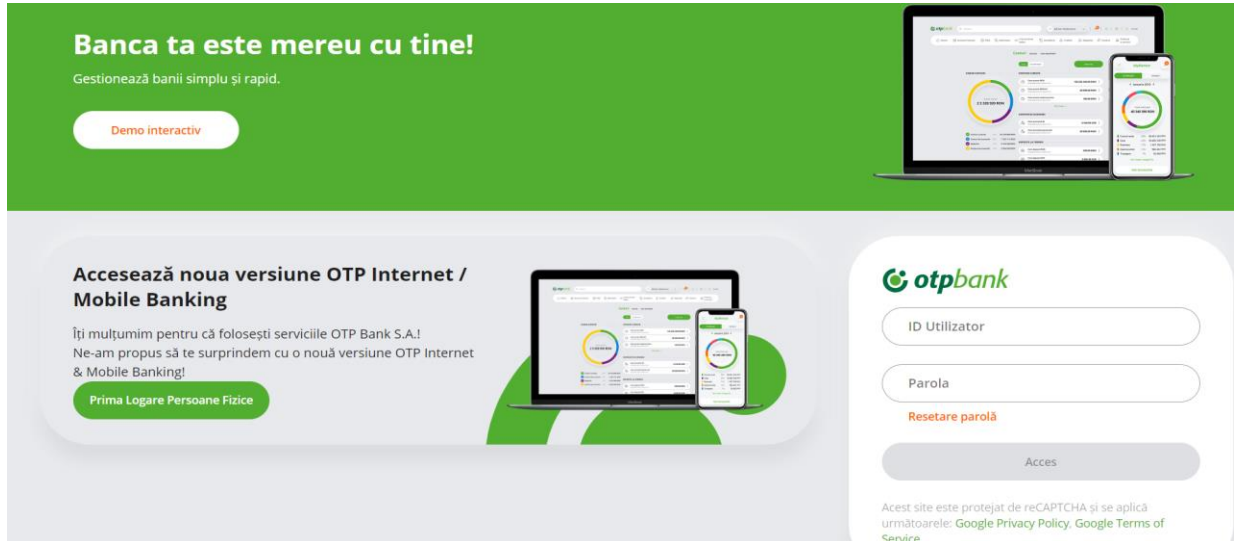 Banca ta este mereu cu tine!
Gestionează banii simplu și rapid.
Demo interactiv
Accesează noua versiune OTP Internet /
Mobile Banking
Îți mulțumim pentru că folosești serviciile OTP Bank S.A.!
Ne-am propus să te surprindem cu o nouă versiune OTP Internet
& Mobile Banking!
Prima Logare Persoane Fizice
otpbank
ID Utilizator
Parola
Resetare parolă
Acces
Acest site este protejat de reCAPTCHA și se aplică
următoarele: Google Privacy Policy, Google Terms of
Service